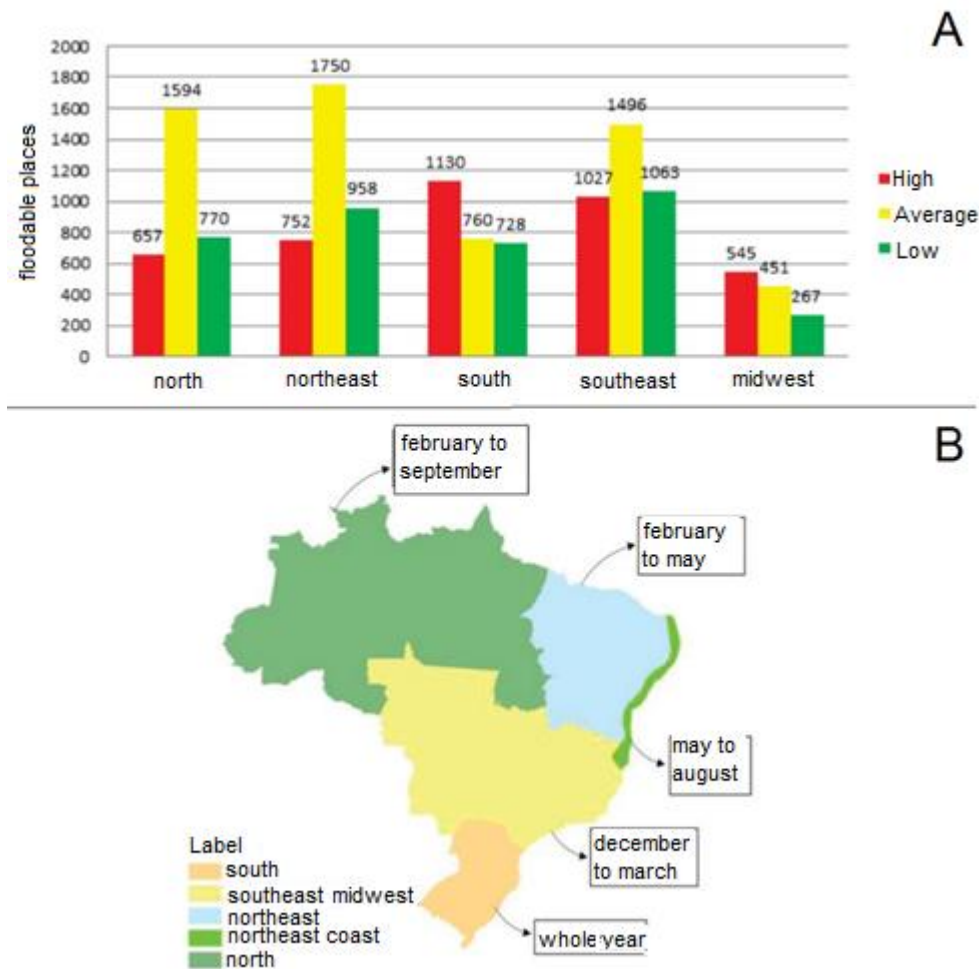 A
2000
1800
1600
1400
1200
1000
800
600
400
200
0
floodable places
657
1594
770
752
1750
958
1130
760
728
1027
1496
1063
545
451
267
north
northeast
south
southeast
midwest
High
Average
Low
B
february to
september
february
to may
may to
august
december
to march
whole year
Label
south
southeast midwest
northeast
northeast coast
north